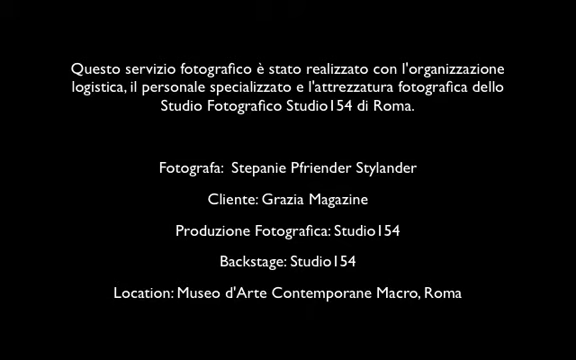 Questo servizio fotografico è stato realizzato con l'organizzazione
logistica, il personale specializzato e l'attrezzatura fotografica dello
Studio Fotografico Studio154 di Roma.
Fotografa: Stepanie Pfriender Stylander
Cliente: Grazia Magazine
Produzione Fotografica: Studio154
Backstage: Studio154
Location: Museo d'Arte Contemporane Macro, Roma